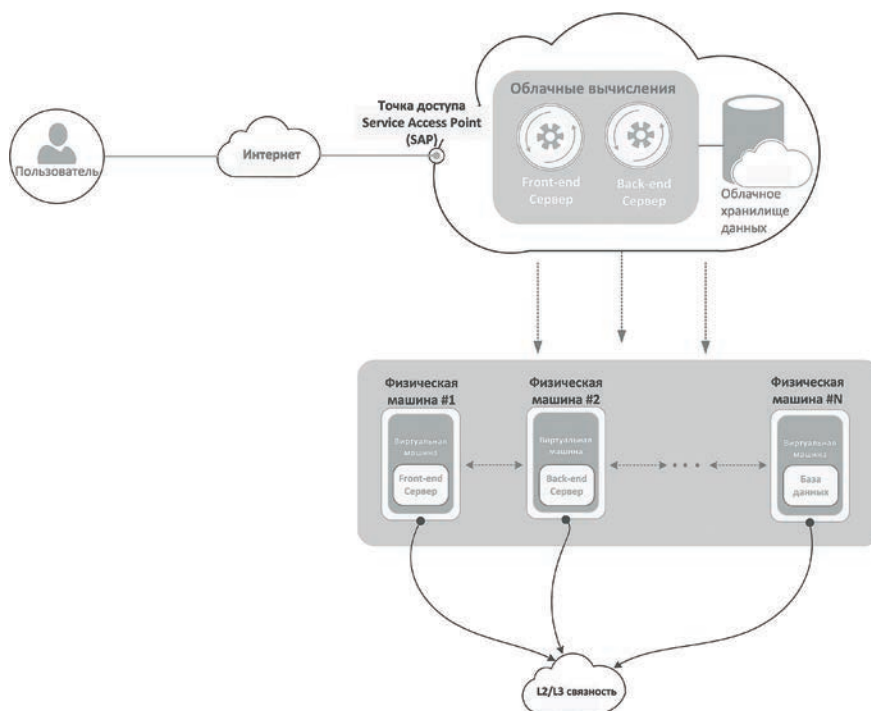 Облачные вычисления
Точка доступа
Service Access Point
(SAP)
Пользователь
Интернет
Front-end
Сервер
Back-end
Сервер
Облачное
хранилище
данных
Физическая
машина #1
Физическая
машина #2
Физическая
машина #N
Виртуальная
машина
Виртуальная
машина
Виртуальная
машина
Front-end
Сервер
Back-end
Сервер
База
данных
L2/L3 связность